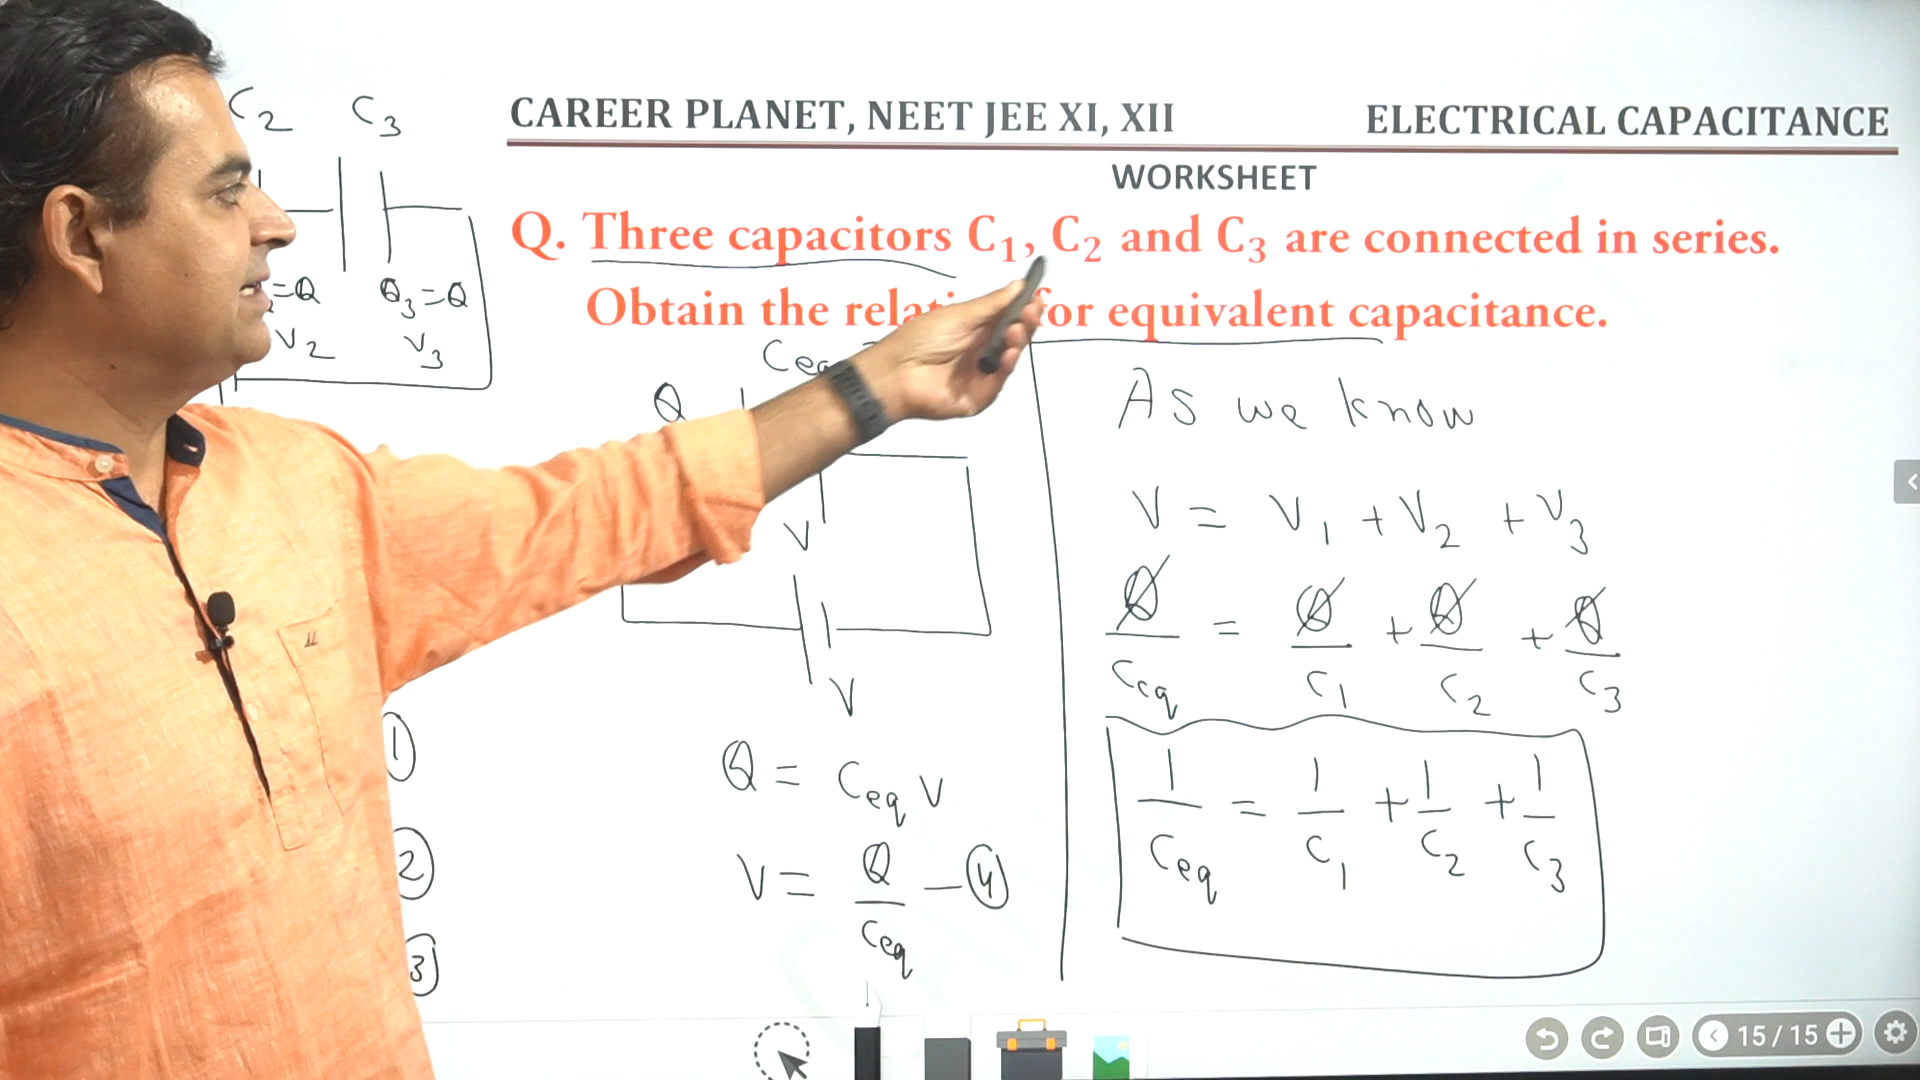 CAREER PLANET, NEET JEE XI, XII ELECTRICAL CAPACITANCE
WORKSHEET
Q. Three capacitors C₁, C₂ and C₃ are connected in series.
Obtain the for equivalent capacitance.
C₂ C₃
=Q Q₃=Q
V₂ V₃
Ceq
Q
V
V
①
②
③
Q = Ceq V
V = Q/Ceq - ④
As we know
V = V₁ + V₂ + V₃
Q/Ceq = Q/C₁ + Q/C₂ + Q/C₃
1/Ceq = 1/C₁ + 1/C₂ + 1/C₃
15/15